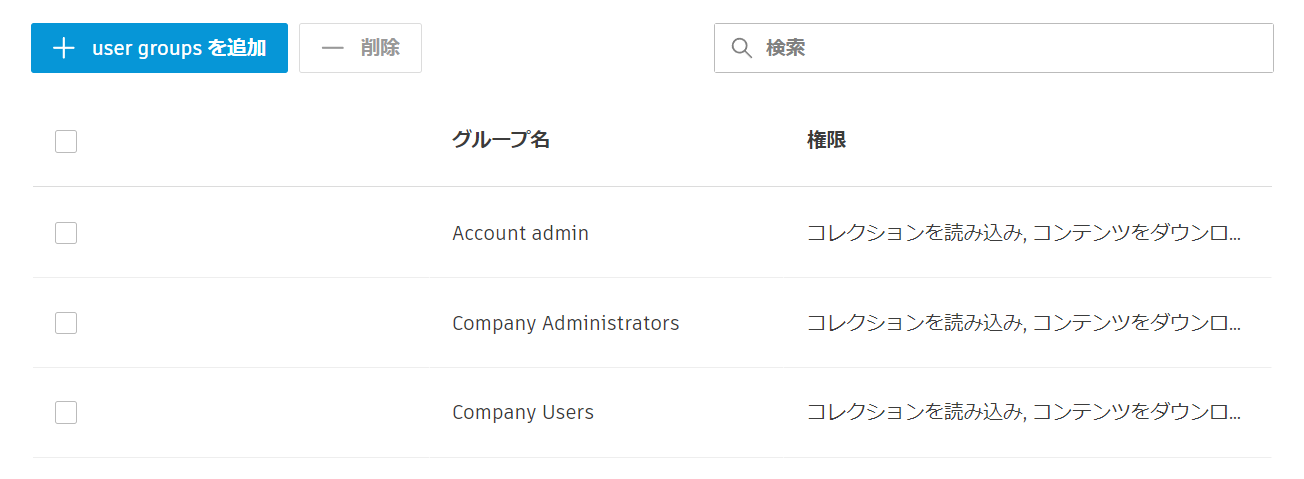 user groups を追加
削除
検索
グループ名
権限
Account admin
コレクションを読み込み, コンテンツをダウンロ...
Company Administrators
コレクションを読み込み, コンテンツをダウンロ...
Company Users
コレクションを読み込み, コンテンツをダウンロ...